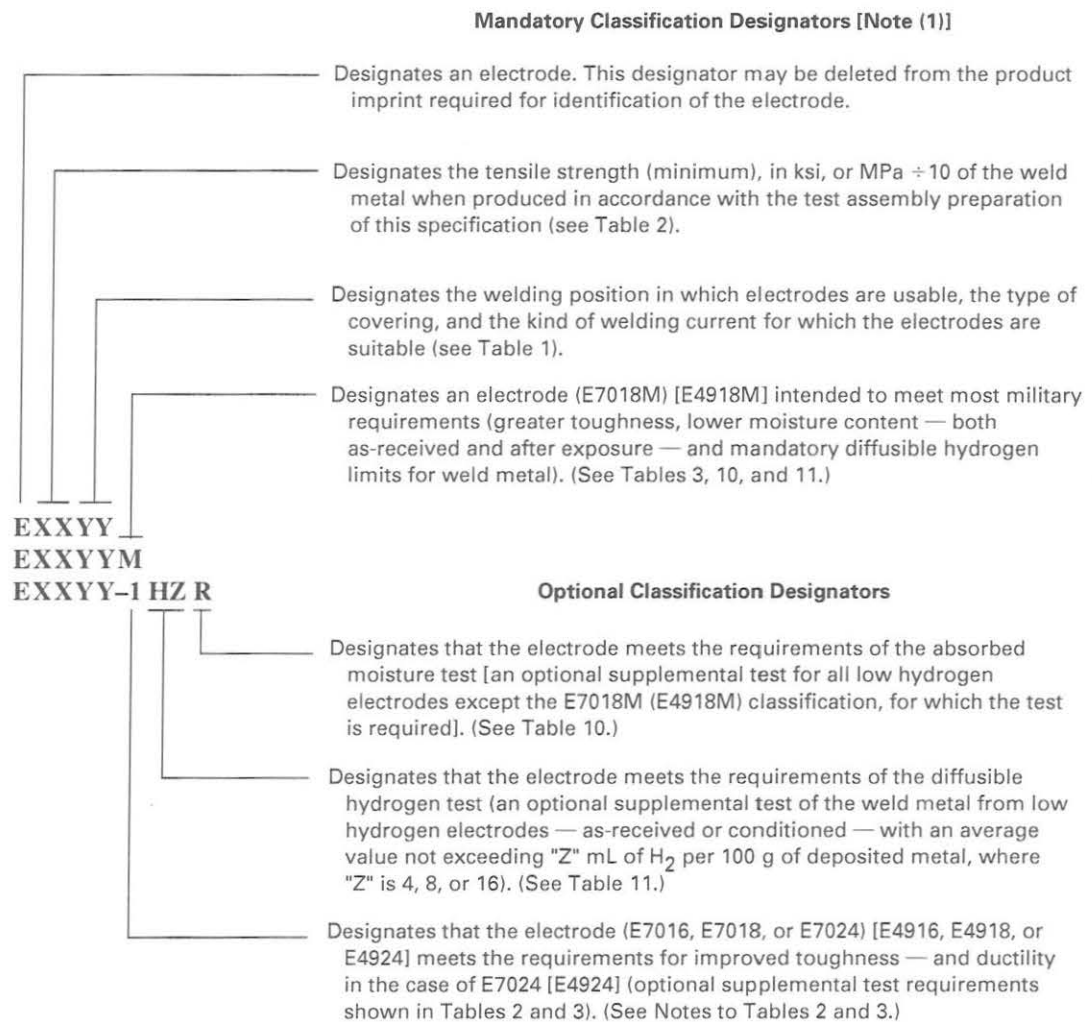 Mandatory Classification Designators [Note (1)]
Designates an electrode. This designator may be deleted from the product
imprint required for identification of the electrode.
Designates the tensile strength (minimum), in ksi, or MPa ÷ 10 of the weld
metal when produced in accordance with the test assembly preparation
of this specification (see Table 2).
Designates the welding position in which electrodes are usable, the type of
covering, and the kind of welding current for which the electrodes are
suitable (see Table 1).
Designates an electrode (E7018M) [E4918M] intended to meet most military
requirements (greater toughness, lower moisture content — both
as-received and after exposure — and mandatory diffusible hydrogen
limits for weld metal). (See Tables 3, 10, and 11.)
EXXYY
EXXYYM
EXXYY–1 HZ R
Optional Classification Designators
Designates that the electrode meets the requirements of the absorbed
moisture test [an optional supplemental test for all low hydrogen
electrodes except the E7018M (E4918M) classification, for which the test
is required]. (See Table 10.)
Designates that the electrode meets the requirements of the diffusible
hydrogen test (an optional supplemental test of the weld metal from low
hydrogen electrodes — as-received or conditioned — with an average
value not exceeding "Z" mL of H2 per 100 g of deposited metal, where
"Z" is 4, 8, or 16). (See Table 11.)
Designates that the electrode (E7016, E7018, or E7024) [E4916, E4918, or
E4924] meets the requirements for improved toughness — and ductility
in the case of E7024 [E4924] (optional supplemental test requirements
shown in Tables 2 and 3). (See Notes to Tables 2 and 3.)